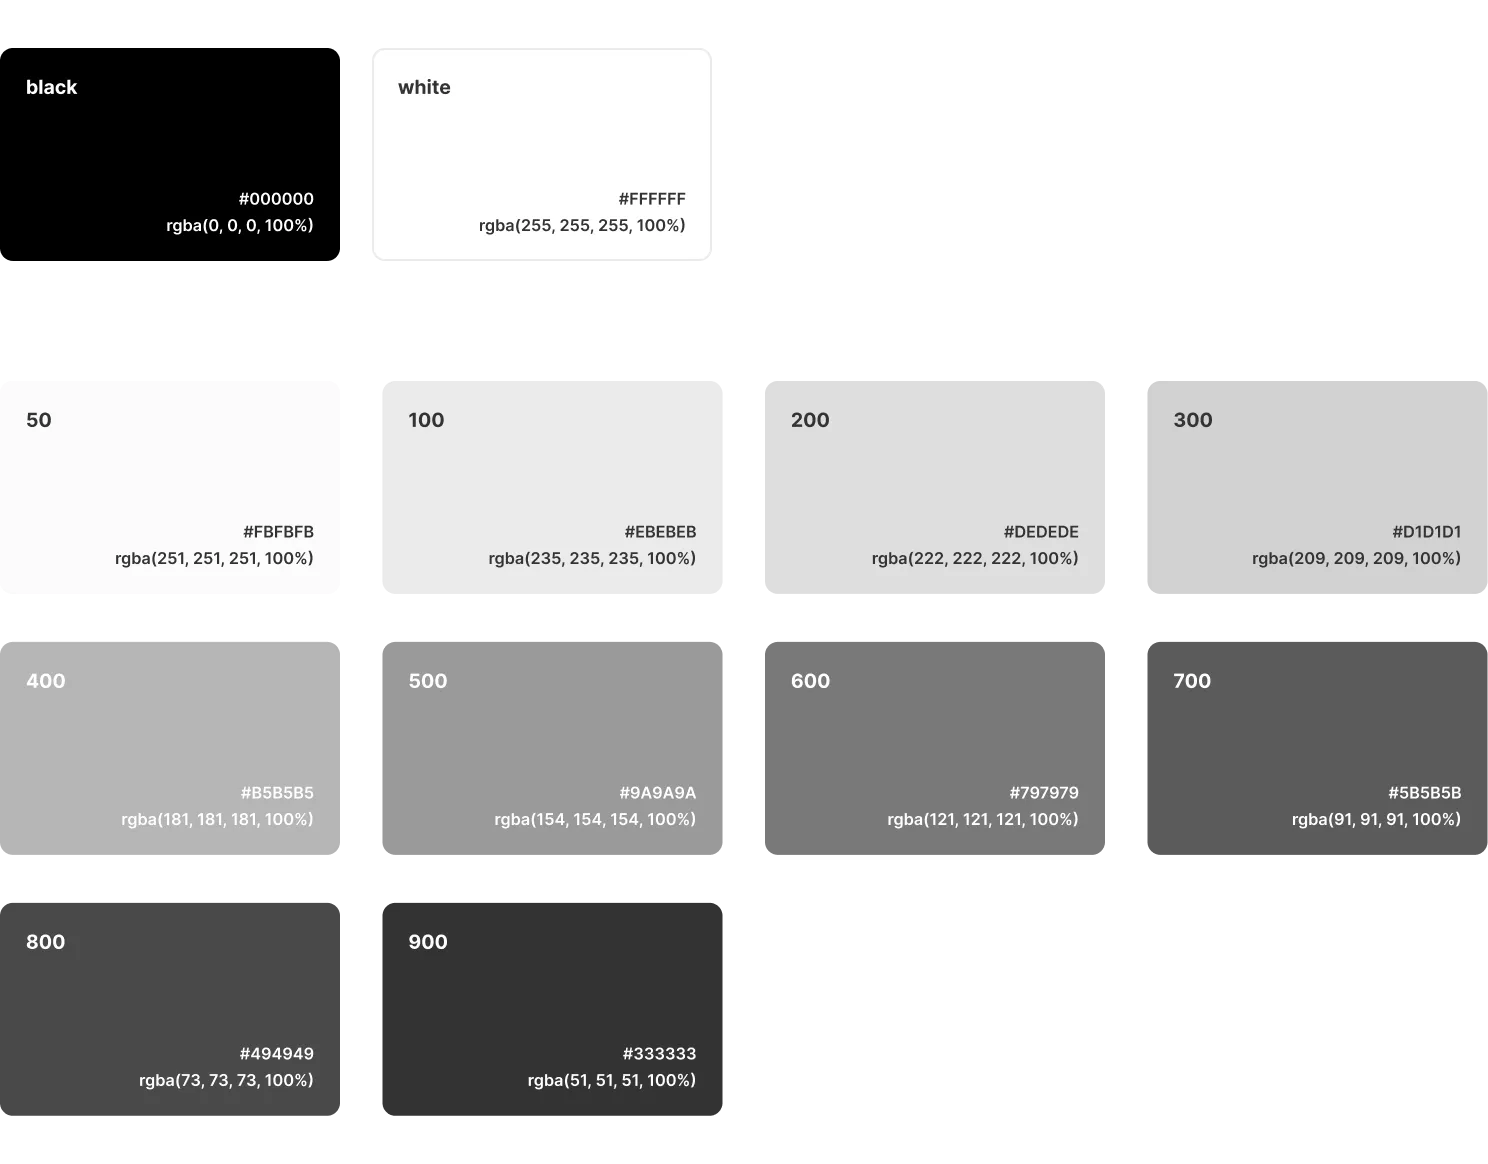 black
#000000
rgba(0, 0, 0, 100%)
white
#FFFFFF
rgba(255, 255, 255, 100%)
50
#FBFBFB
rgba(251, 251, 251, 100%)
100
#EBEBEB
rgba(235, 235, 235, 100%)
200
#DEDEDE
rgba(222, 222, 222, 100%)
300
#D1D1D1
rgba(209, 209, 209, 100%)
400
#B5B5B5
rgba(181, 181, 181, 100%)
500
#9A9A9A
rgba(154, 154, 154, 100%)
600
#797979
rgba(121, 121, 121, 100%)
700
#5B5B5B
rgba(91, 91, 91, 100%)
800
#494949
rgba(73, 73, 73, 100%)
900
#333333
rgba(51, 51, 51, 100%)